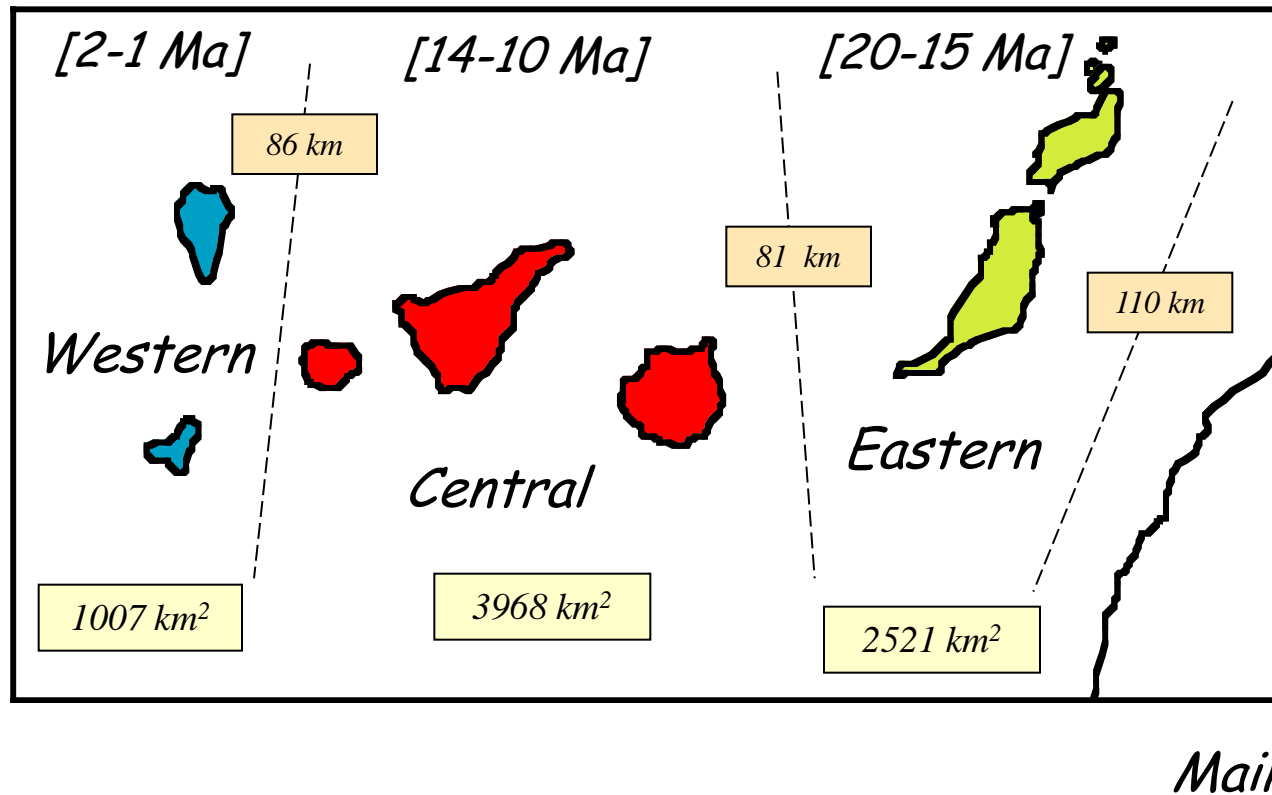 [2-1 Ma]
[14-10 Ma]
[20-15 Ma]
86 km
81 km
110 km
Western
Eastern
Central
1007 km²
3968 km²
2521 km²